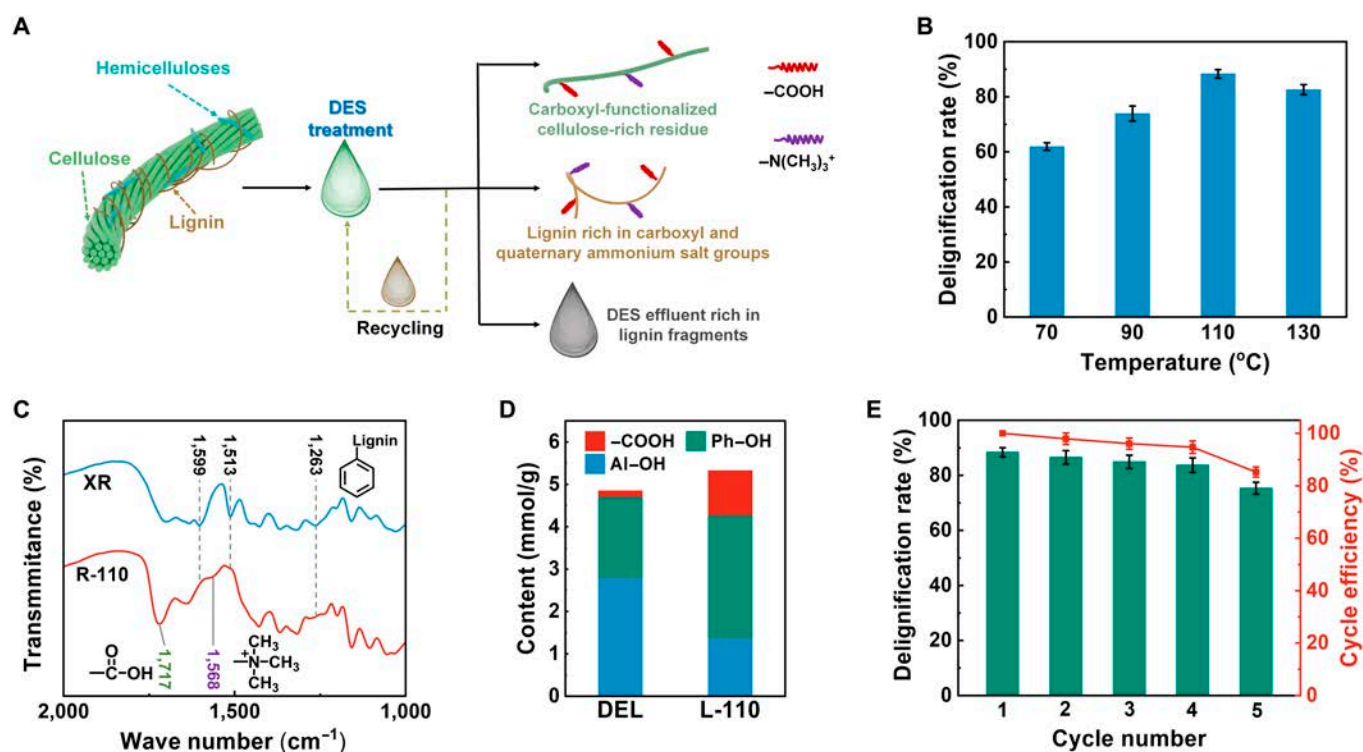 A
Hemicelluloses
Cellulose
Lignin
DES
treatment
Recycling
Carboxyl-functionalized
cellulose-rich residue
Lignin rich in carboxyl and
quaternary ammonium salt groups
DES effluent rich in
lignin fragments
–COOH
–N(CH₃)₃⁺
B
Delignification rate (%)
100
80
60
40
20
0
70 90 110 130
Temperature (°C)
C
Transmmitance (%)
1,599
1,513
1,263
Lignin
XR
R-110
O
C
OH
1,717
1,568
CH₃
+
N–CH₃
CH₃
2,000 1,500 1,000
Wave number (cm⁻¹)
D
Content (mmol/g)
–COOH Ph–OH
Al–OH
6
5
4
3
2
1
0
DEL L-110
E
Delignification rate (%)
100
80
60
40
20
0
1 2 3 4 5
Cycle number
100
80
60
40
20
0
Cycle efficiency (%)